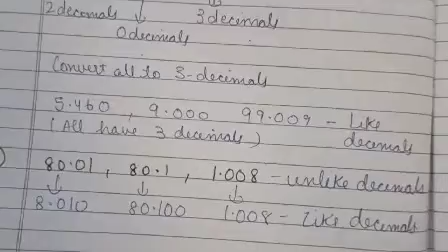 2 decimals ↓ 3 decimals
0 decimals
Convert all to 3-decimals
5.460 , 9.000 99.009 - Like decimals
(All have 3 decimals)
80.01 , 80.1 , 1.008 - unlike decimals
↓ ↓ ↓
8.010 80.100 1.008 - Like decimals